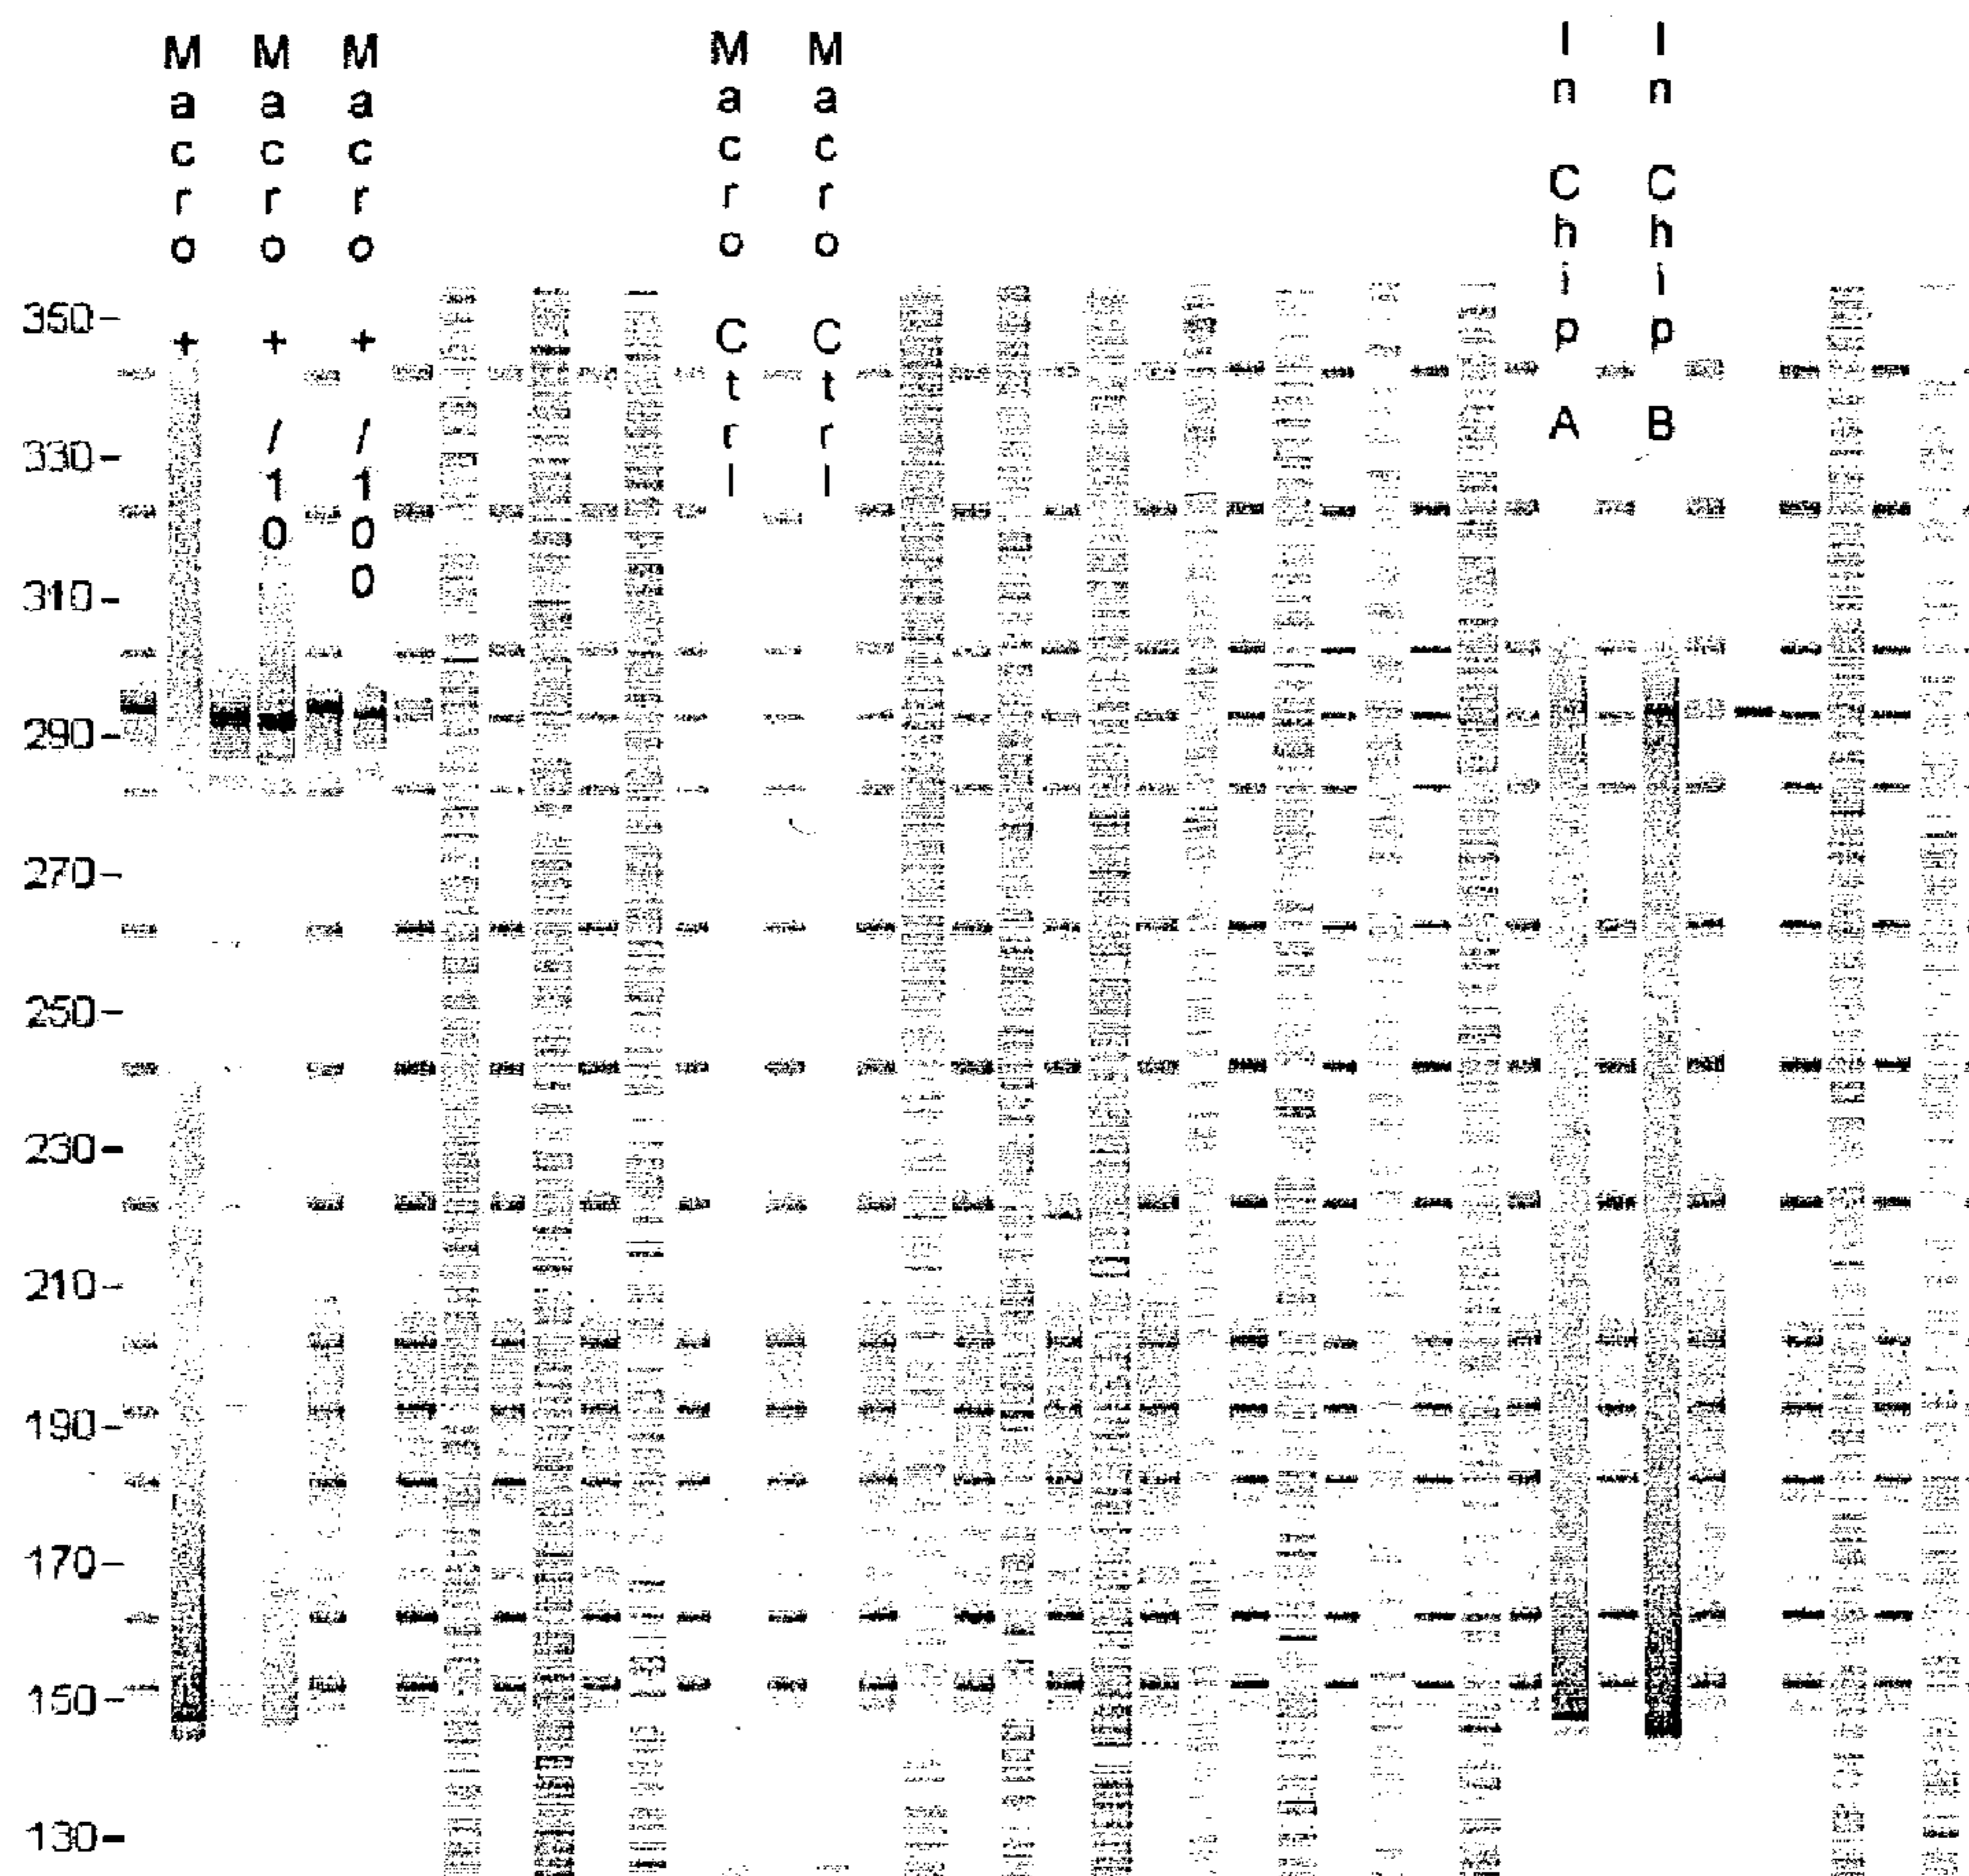 Macro + 
Macro + /10
Macro + /100
Macro Ctrl
Macro Ctrl
In Chip A
In Chip B
350
330
310
290
270
250
230
210
190
170
150
130